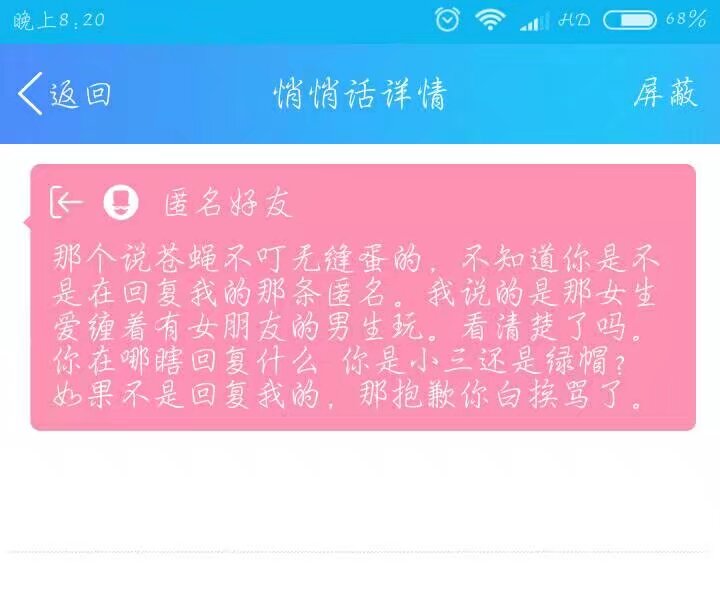 晚上8:20 HD 68%
返回 悄悄话详情 屏蔽
匿名好友
那个说苍蝇不叮无缝蛋的，不知道你是不
是在回复我的那条匿名。我说的是那女生
爱缠着有女朋友的男生玩。看清楚了吗。
你在哪瞎回复什么 你是小三还是绿帽？
如果不是回复我的，那抱歉你白挨骂了。